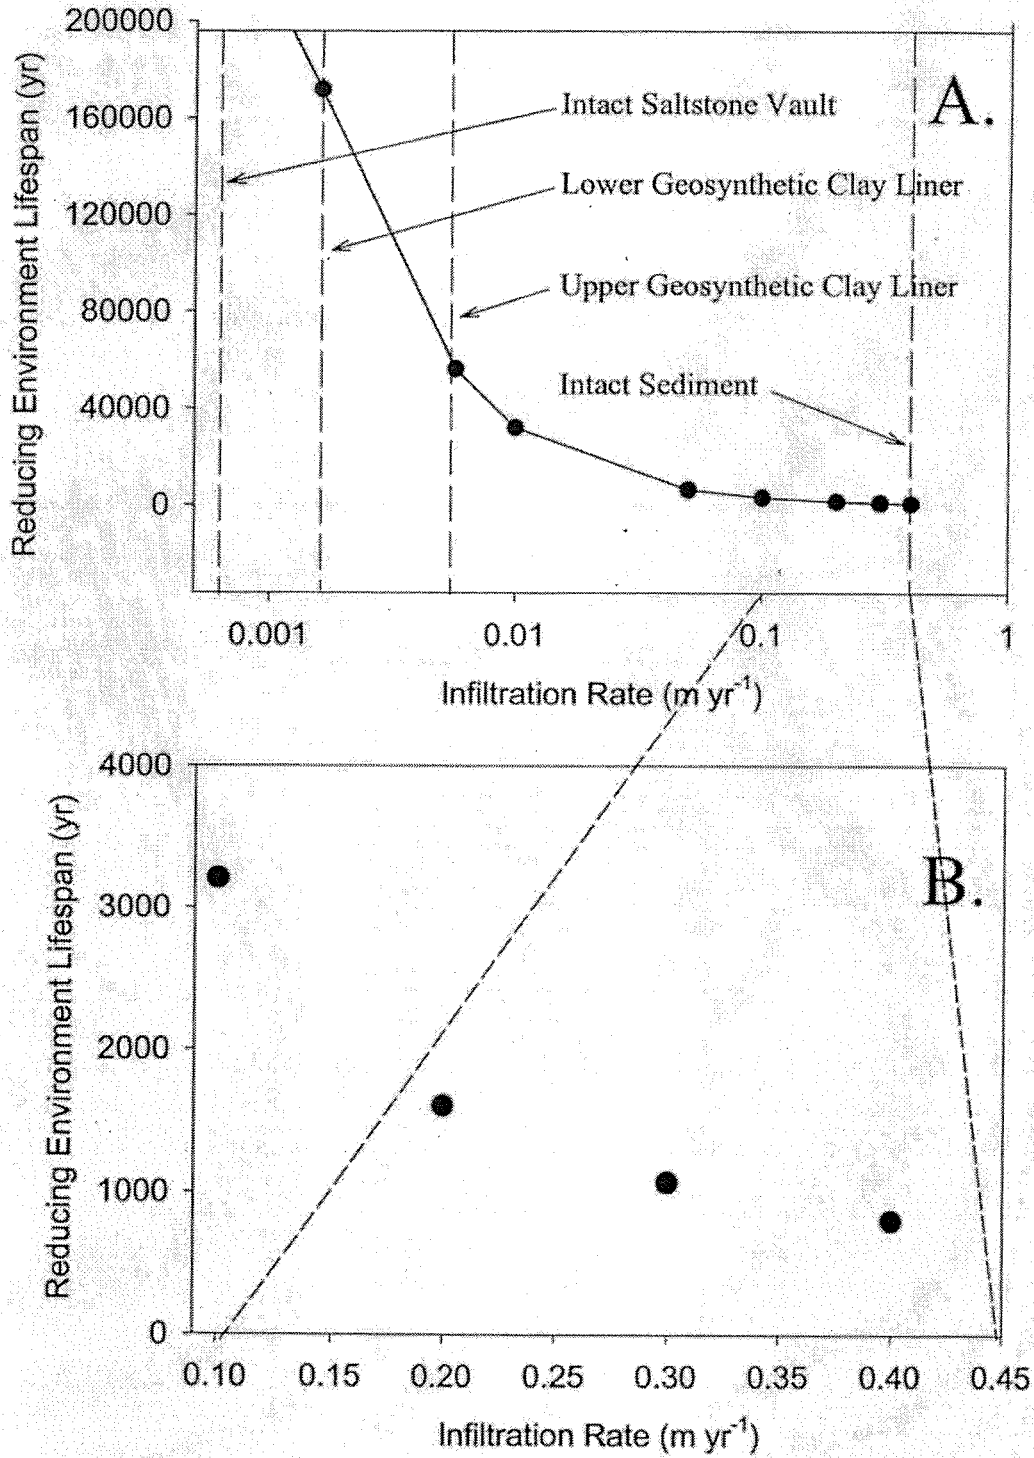 200000
160000
120000
80000
40000
0
Reducing Environment Lifespan (yr)
A.
Intact Saltstone Vault
Lower Geosynthetic Clay Liner
Upper Geosynthetic Clay Liner
Intact Sediment
0.001 0.01 0.1 1
Infiltration Rate (m yr⁻¹)
4000
3000
2000
1000
0
Reducing Environment Lifespan (yr)
B.
0.10 0.15 0.20 0.25 0.30 0.35 0.40 0.45
Infiltration Rate (m yr⁻¹)